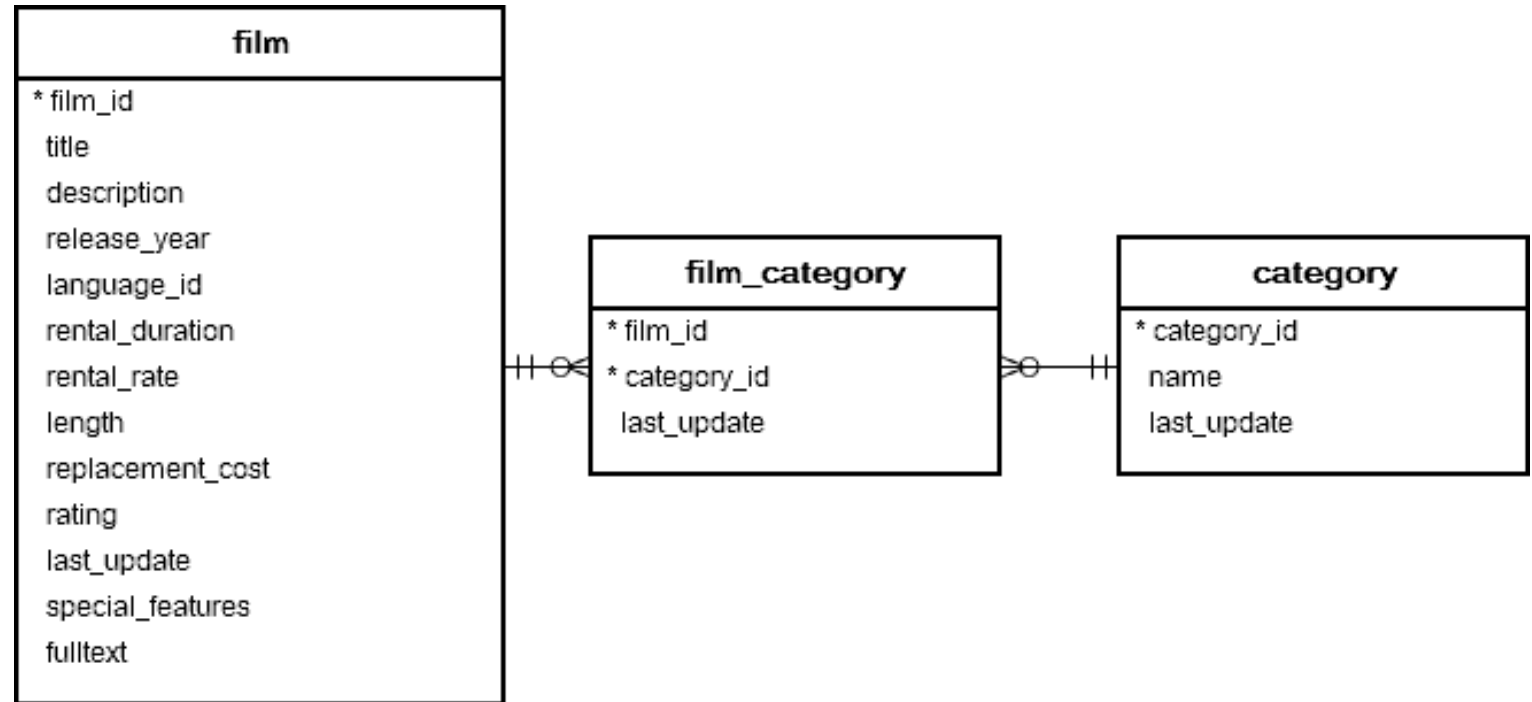 film
* film_id
title
description
release_year
language_id
rental_duration
rental_rate
length
replacement_cost
rating
last_update
special_features
fulltext
film_category
* film_id
* category_id
last_update
category
* category_id
name
last_update